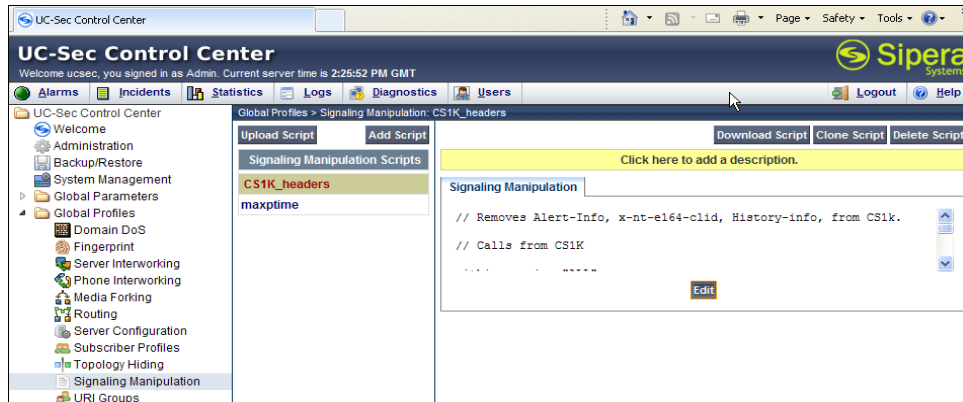 UC-Sec Control Center
Page Safety Tools
UC-Sec Control Center
Welcome ucsec, you signed in as Admin. Current server time is 2:25:52 PM GMT
Sipera
Systems
Alarms Incidents Statistics Logs Diagnostics Users Logout Help
UC-Sec Control Center
Welcome
Administration
Backup/Restore
System Management
Global Parameters
Global Profiles
Domain DoS
Fingerprint
Server Interworking
Phone Interworking
Media Forking
Routing
Server Configuration
Subscriber Profiles
Topology Hiding
Signaling Manipulation
URI Groups
Global Profiles > Signaling Manipulation: CS1K_headers
Upload Script Add Script
Signaling Manipulation Scripts
CS1K_headers
maxptime
Download Script Clone Script Delete Script
Click here to add a description.
Signaling Manipulation
// Removes Alert-Info, x-nt-e164-clid, History-info, from CS1k.
// Calls from CS1K
Edit